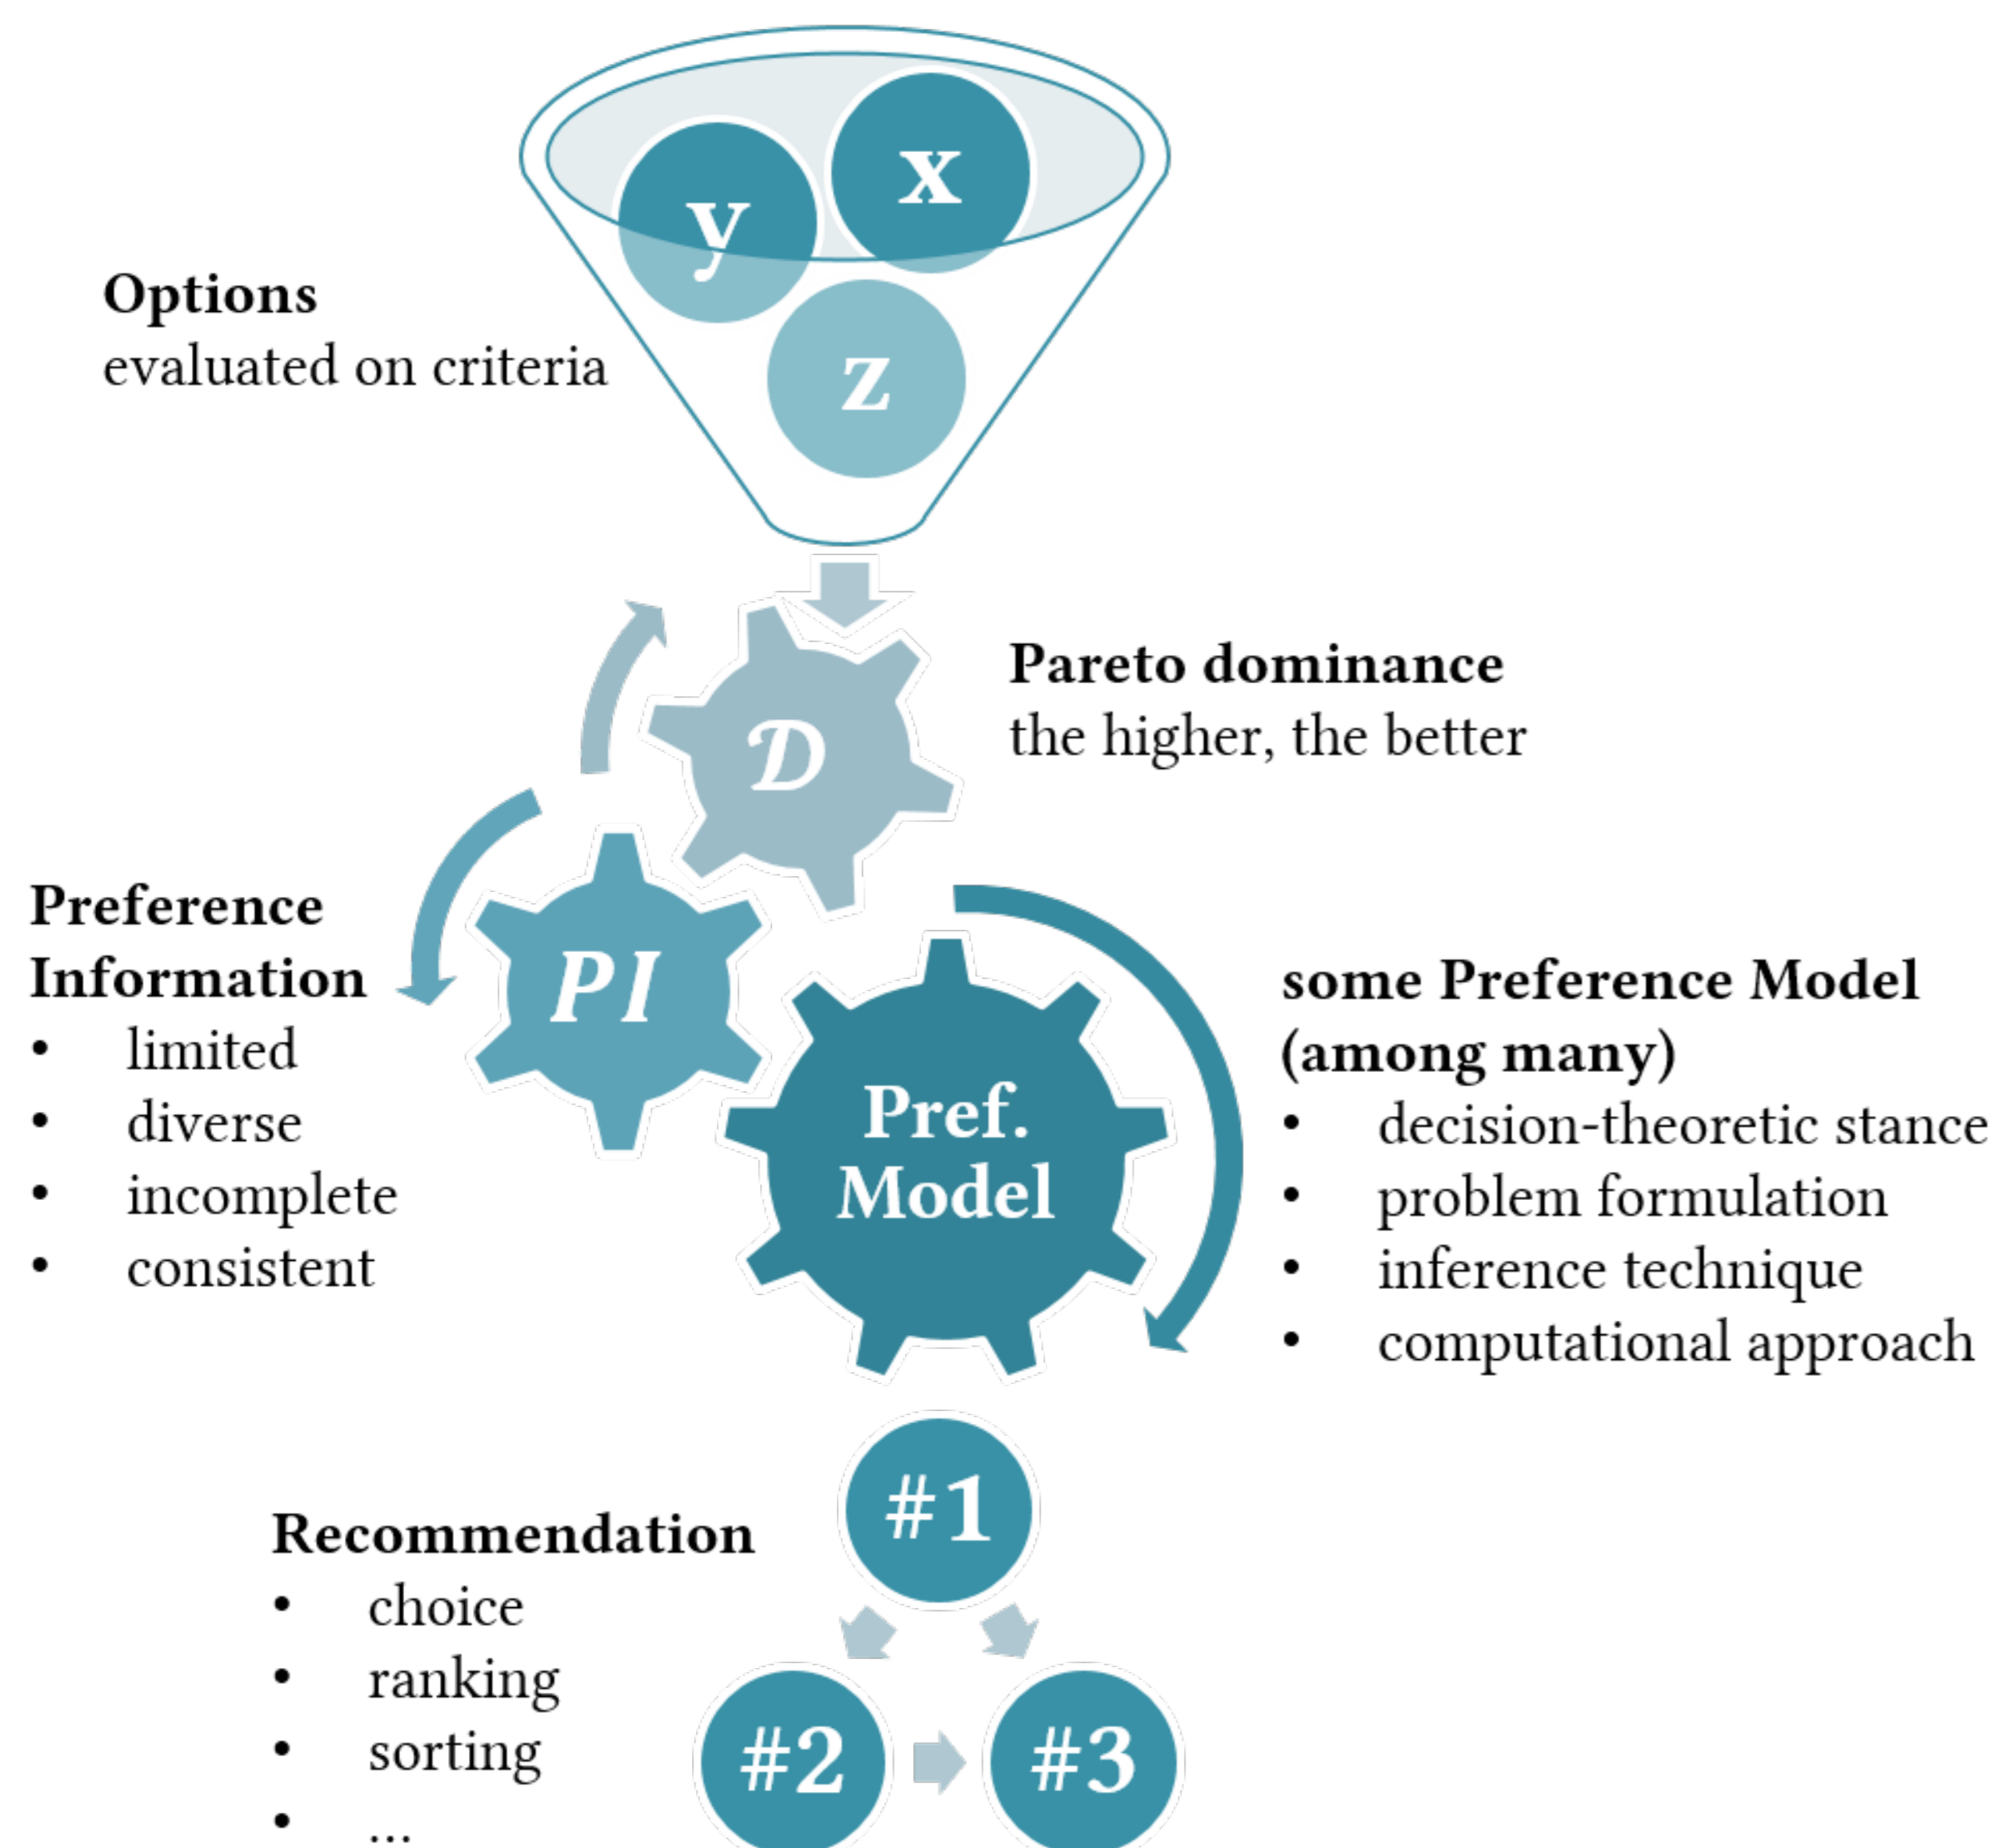 x
y
z
Options
evaluated on criteria
D
Pareto dominance
the higher, the better
Preference
Information
• limited
• diverse
• incomplete
• consistent
PI
Pref.
Model
some Preference Model
(among many)
• decision-theoretic stance
• problem formulation
• inference technique
• computational approach
Recommendation
• choice
• ranking
• sorting
• ...
#1
#2
#3